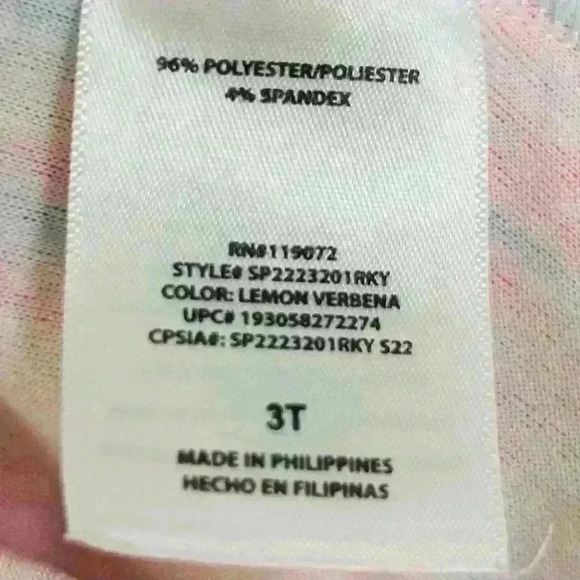 96% POLYESTER/POLIESTER
4% SPANDEX
RN#119072
STYLE# SP2223201RKY
COLOR: LEMON VERBENA
UPC# 193058272274
CPSIA#: SP2223201RKY S22
3T
MADE IN PHILIPPINES
HECHO EN FILIPINAS